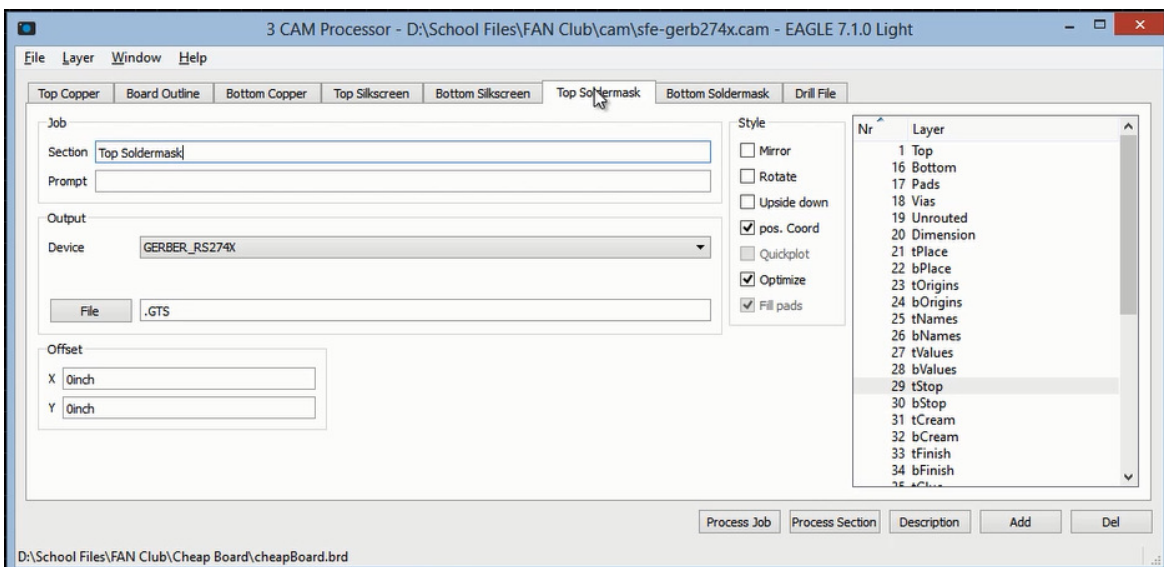 3 CAM Processor - D:\School Files\FAN Club\cam\sfe-gerb274x.cam - EAGLE 7.1.0 Light
File Layer Window Help
Top Copper Board Outline Bottom Copper Top Silkscreen Bottom Silkscreen Top Soldermask Bottom Soldermask Drill File
Job
Section Top Soldermask
Prompt
Output
Device GERBER_RS274X
File .GTS
Offset
X 0inch
Y 0inch
Style
Mirror
Rotate
Upside down
pos. Coord
Quickplot
Optimize
Fill pads
Nr Layer
1 Top
16 Bottom
17 Pads
18 Vias
19 Unrouted
20 Dimension
21 tPlace
22 bPlace
23 tOrigins
24 bOrigins
25 tNames
26 bNames
27 tValues
28 bValues
29 tStop
30 bStop
31 tCream
32 bCream
33 tFinish
34 bFinish
Process Job Process Section Description Add Del
D:\School Files\FAN Club\Cheap Board\cheapBoard.brd